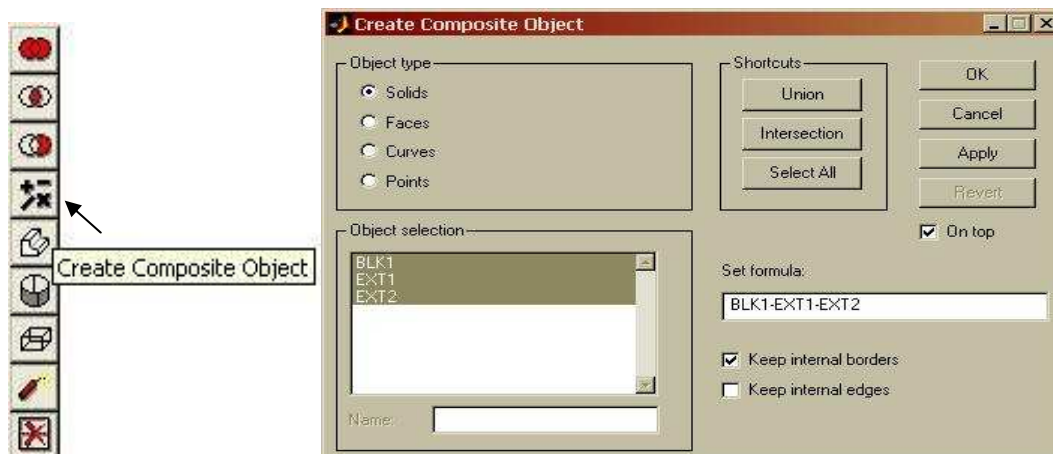 Create Composite Object
Create Composite Object
Object type
Solids
Faces
Curves
Points
Shortcuts
Union
Intersection
Select All
OK
Cancel
Apply
Revert
On top
Object selection
BLK1
EXT1
EXT2
Name:
Set formula:
BLK1-EXT1-EXT2
Keep internal borders
Keep internal edges